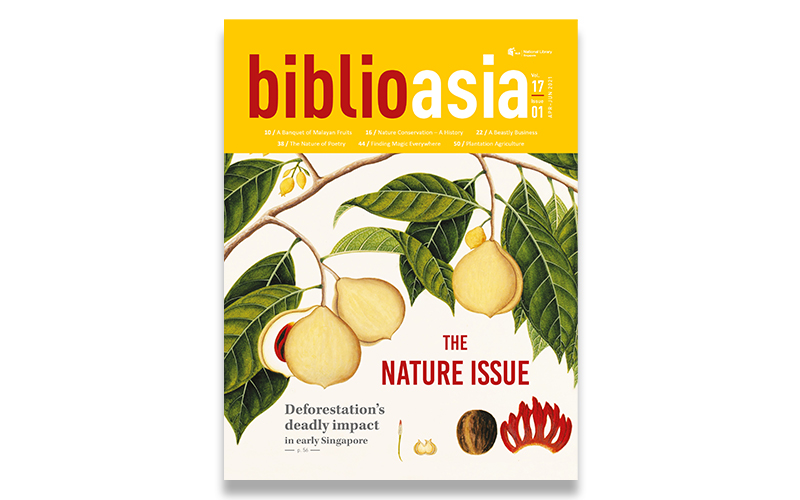 National Library
Singapore
biblioasia
Vol.
17
Issue
01
APR–JUN 2021
10 / A Banquet of Malayan Fruits 16 / Nature Conservation – A History 22 / A Beastly Business
38 / The Nature of Poetry 44 / Finding Magic Everywhere 50 / Plantation Agriculture
THE
NATURE ISSUE
Deforestation's
deadly impact
in early Singapore
p. 56